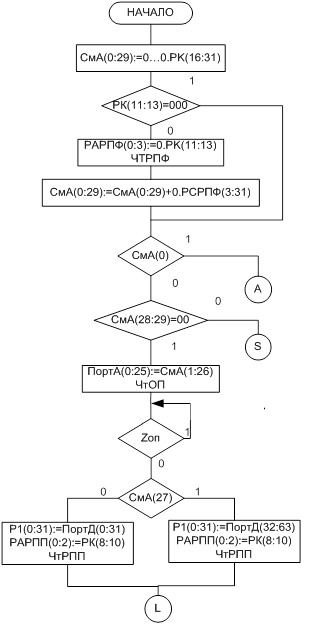 НАЧАЛО
СмА(0:29):=0...0.РК(16:31)
1
РК(11:13)=000
0
РАРПФ(0:3):=0.РК(11:13)
ЧТРПФ
СмА(0:29):=СмА(0:29)+0.РСРПФ(3:31)
1
СмА(0)
0
А
0
СмА(28:29)=00
1
S
ПортА(0:25):=СмА(1:26)
ЧтОП
Zоп
1
0
0
СмА(27)
1
Р1(0:31):=ПортД(0:31)
РАРПП(0:2):=РК(8:10)
ЧтРПП
Р1(0:31):=ПортД(32:63)
РАРПП(0:2):=РК(8:10)
ЧтРПП
L